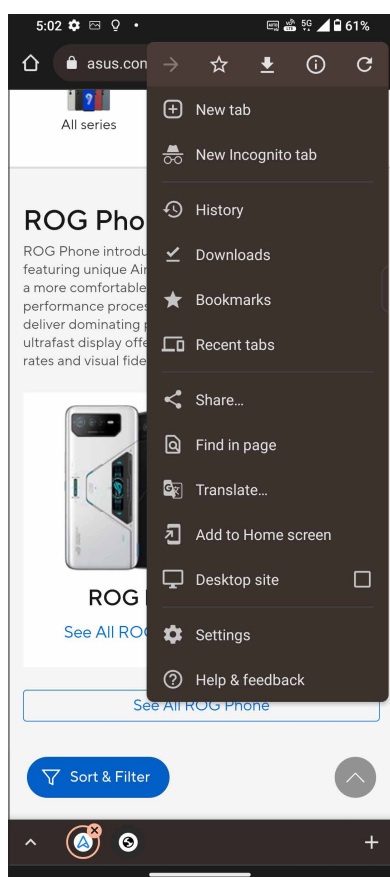 5:02
5G
61%
asus.con
All series
New tab
New Incognito tab
History
Downloads
Bookmarks
Recent tabs
Share…
Find in page
Translate…
Add to Home screen
Desktop site
Settings
Help & feedback
ROG Pho
ROG Phone introdu
featuring unique Air
a more comfortable
performance proces
deliver dominating
ultrafast display offe
rates and visual fide
ROG
See All ROG
See All ROG Phone
Sort & Filter